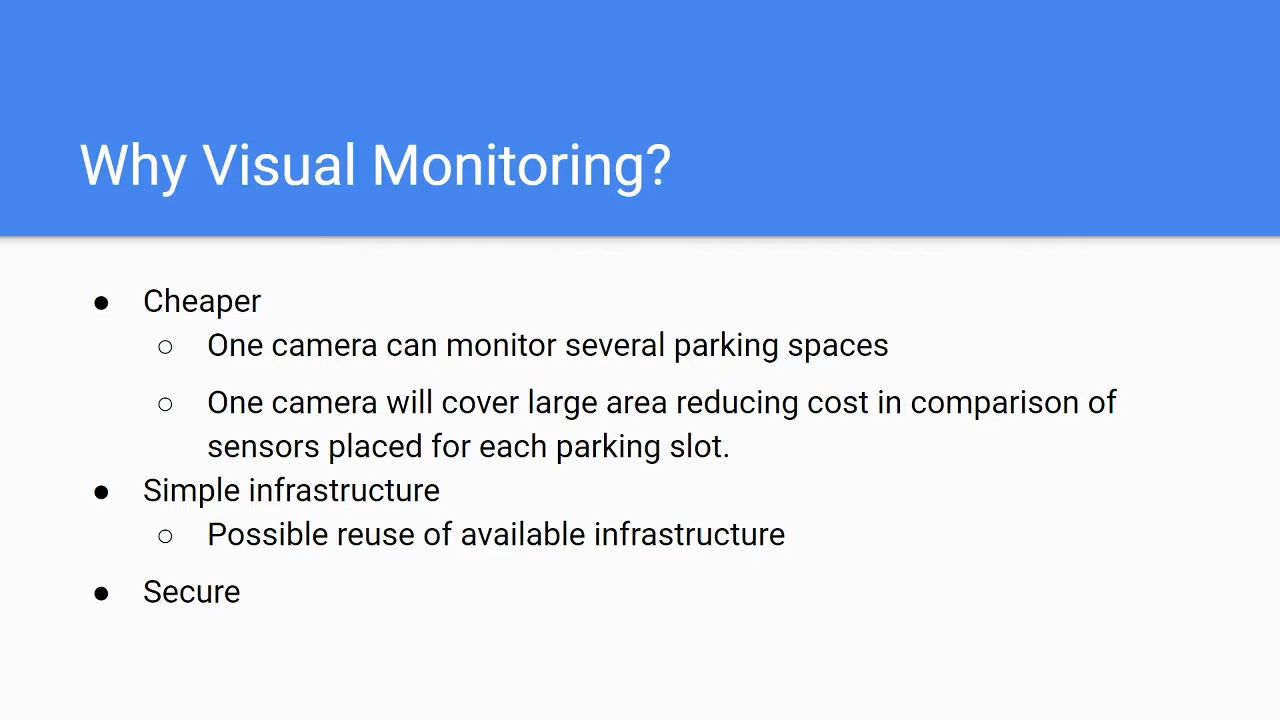 Why Visual Monitoring?
● Cheaper
○ One camera can monitor several parking spaces
○ One camera will cover large area reducing cost in comparison of
sensors placed for each parking slot.
● Simple infrastructure
○ Possible reuse of available infrastructure
● Secure